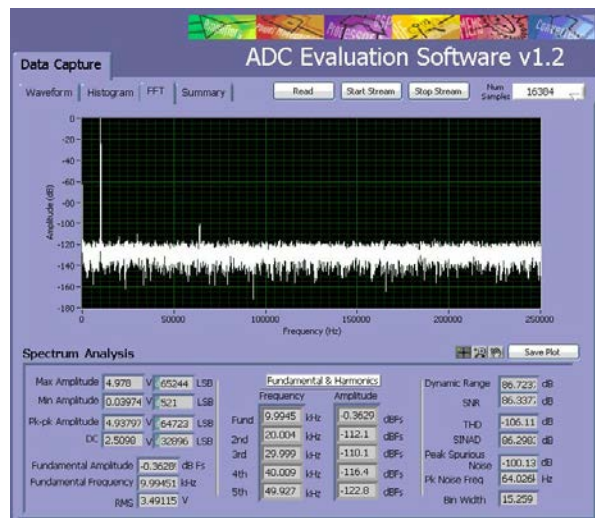 ADC Evaluation Software v1.2
Data Capture
Waveform Histogram FFT Summary Read Start Stream Stop Stream Num Samples 16384
Amplitude (dB)
0
-20
-40
-60
-80
-100
-120
-140
-160
-180
0 50000 100000 150000 200000 250000
Frequency (Hz)
Spectrum Analysis Save Plot
Max Amplitude 4.978 V 65244 LSB
Min Amplitude 0.03974 V 521 LSB
Pk-pk Amplitude 4.93797 V 64723 LSB
DC 2.5098 V 32896 LSB
Fundamental Amplitude -0.3628 dB Fs
Fundamental Frequency 9.99451 kHz
RMS 3.49115 V
Fundamental & Harmonics
Frequency Amplitude
Fund 9.9945 kHz -0.3629 dBFs
2nd 20.004 kHz -112.1 dBFs
3rd 29.999 kHz -110.1 dBFs
4th 40.009 kHz -116.4 dBFs
5th 49.927 kHz -122.8 dBFs
Dynamic Range 86.723 dB
SNR 86.337 dB
THD -106.11 dB
SINAD 86.290 dB
Peak Spurious
Noise -100.13 dB
Pk Noise Freq 64.026 Hz
Bin Width 15.259